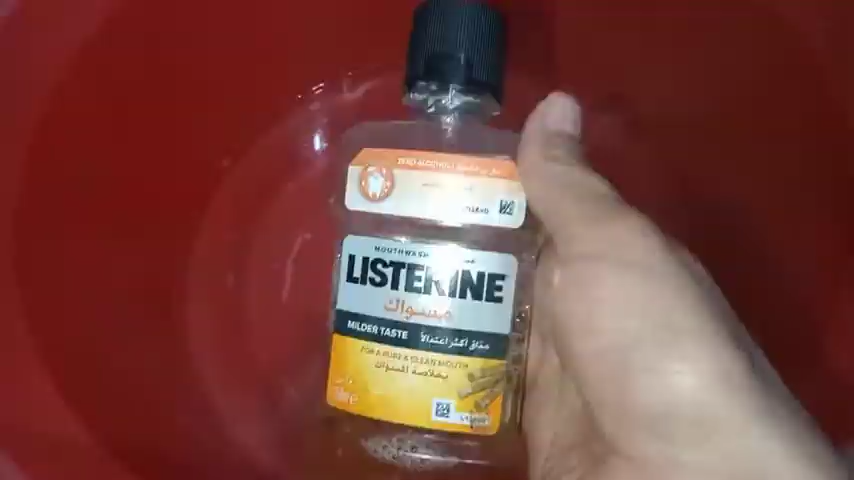 ZERO ALCOHOL
MOUTHWASH
LISTERINE
مسواك
MILDER TASTE مذاق أكثر اعتدالاً
FOR A PURE & CLEAN MOUTH
بخلاصة المسواك